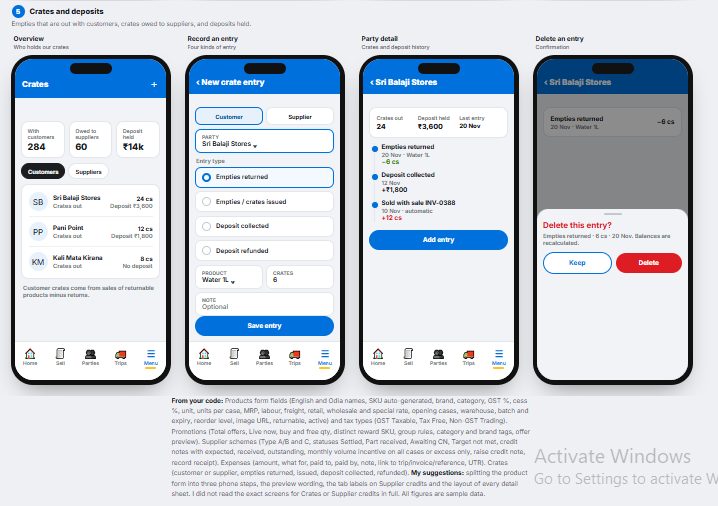 5 Crates and deposits
Empties that are out with customers, crates owed to suppliers, and deposits held.
Overview
Who holds our crates
Crates +
With customers
284
Owed to suppliers
60
Deposit held
₹14k
Customers Suppliers
SB Sri Balaji Stores 24 cs
Crates out Deposit ₹3,600
PP Pani Point 12 cs
Crates out Deposit ₹1,800
KM Kali Mata Kirana 8 cs
Crates out No deposit
Customer crates come from sales of returnable
products minus returns.
Home Sell Parties Trips Menu
Record an entry
Four kinds of entry
‹ New crate entry
Customer Supplier
PARTY
Sri Balaji Stores
Entry type
Empties returned
Empties / crates issued
Deposit collected
Deposit refunded
PRODUCT CRATES
Water 1L 6
NOTE
Optional
Save entry
Home Sell Parties Trips Menu
Party detail
Crates and deposit history
‹ Sri Balaji Stores
Crates out Deposit held Last entry
24 ₹3,600 20 Nov
Empties returned
20 Nov · Water 1L
−6 cs
Deposit collected
12 Nov
+₹1,800
Sold with sale INV-0388
10 Nov · automatic
+12 cs
Add entry
Home Sell Parties Trips Menu
Delete an entry
Confirmation
‹ Sri Balaji Stores
Empties returned −6 cs
20 Nov · Water 1L
Delete this entry?
Empties returned · 6 cs · 20 Nov. Balances are
recalculated.
Keep Delete
From your code: Products form fields (English and Odia names, SKU auto-generated, brand, category, GST %, cess
%, unit, units per case, MRP, labour, freight, retail, wholesale and special rate, opening cases, warehouse, batch and
expiry, reorder level, image URL, returnable, active) and tax types (GST Taxable, Tax Free, Non-GST Trading).
Promotions (Total offers, Live now, buy and free qty, distinct reward SKU, group rules, category and brand tags, offer
preview). Supplier schemes (Type A/B and C, statuses Settled, Part received, Awaiting CN, Target not met, credit
notes with expected, received, outstanding, monthly volume incentive on all cases or excess only, raise credit note,
record receipt). Expenses (amount, what for, paid to, paid by, note, link to trip/invoice/reference, UTR). Crates
(customer or supplier, empties returned, issued, deposit collected, refunded). My suggestions: splitting the product
form into three phone steps, the preview wording, the tab labels on Supplier credits and the layout of every detail
sheet. I did not read the exact screens for Crates or Supplier credits in full. All figures are sample data.
Activate Windows
Go to Settings to activate W